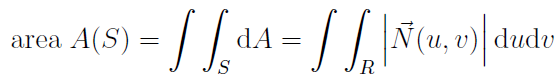 area A(S) = ∫∫_S dA = ∫∫_R |N⃗(u, v)| dudv